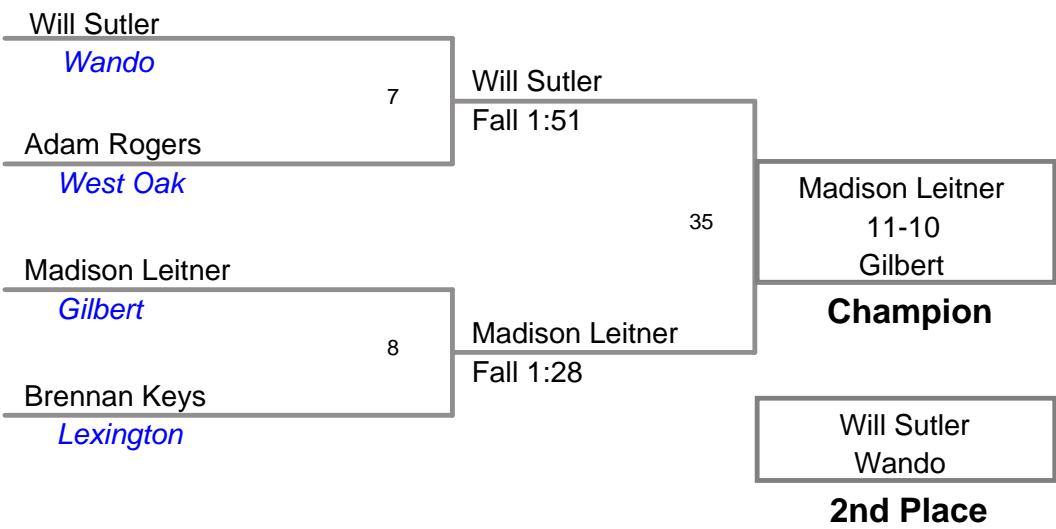 Will Sutler
Wando
7
Adam Rogers
West Oak
Will Sutler
Fall 1:51
Madison Leitner
Gilbert
8
Brennan Keys
Lexington
Madison Leitner
Fall 1:28
35
Madison Leitner
11-10
Gilbert
Champion
Will Sutler
Wando
2nd Place